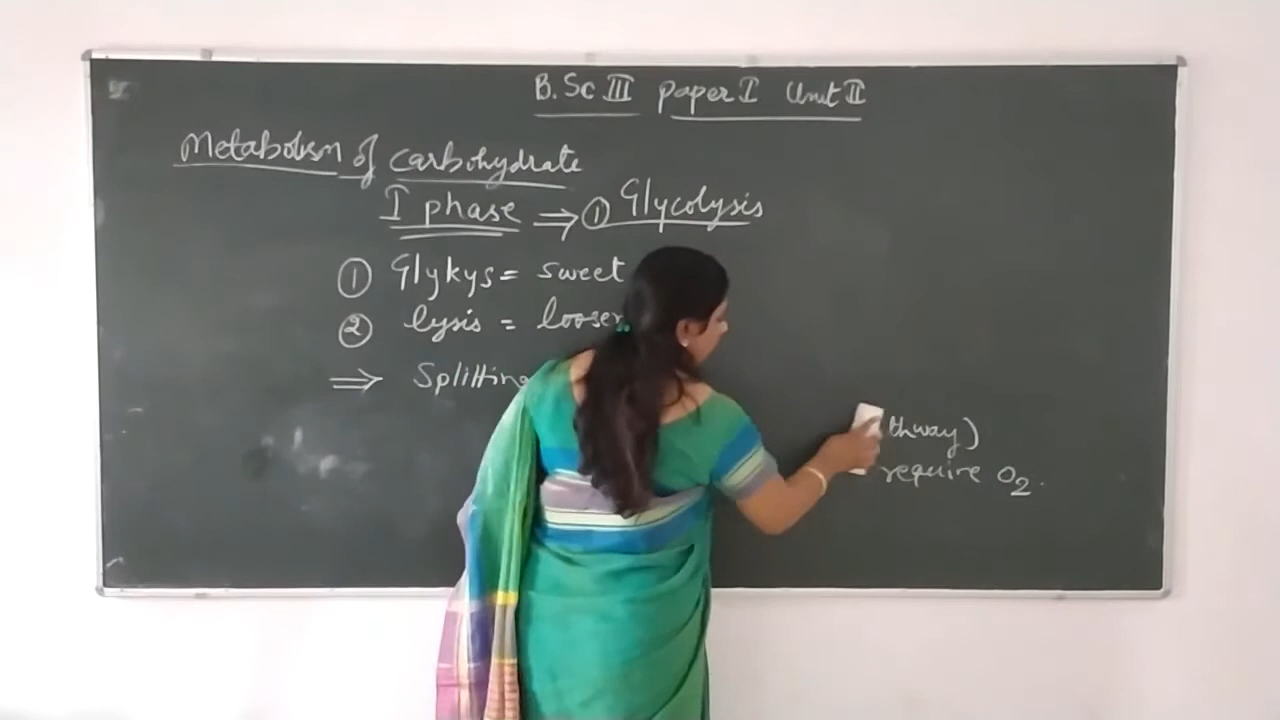 B.Sc III paper I Unit II
Metabolism of carbohydrate
I phase ⇒ ① Glycolysis
① Glykys = sweet
② lysis = loosen
⇒ Splitting
thway)
require O2.